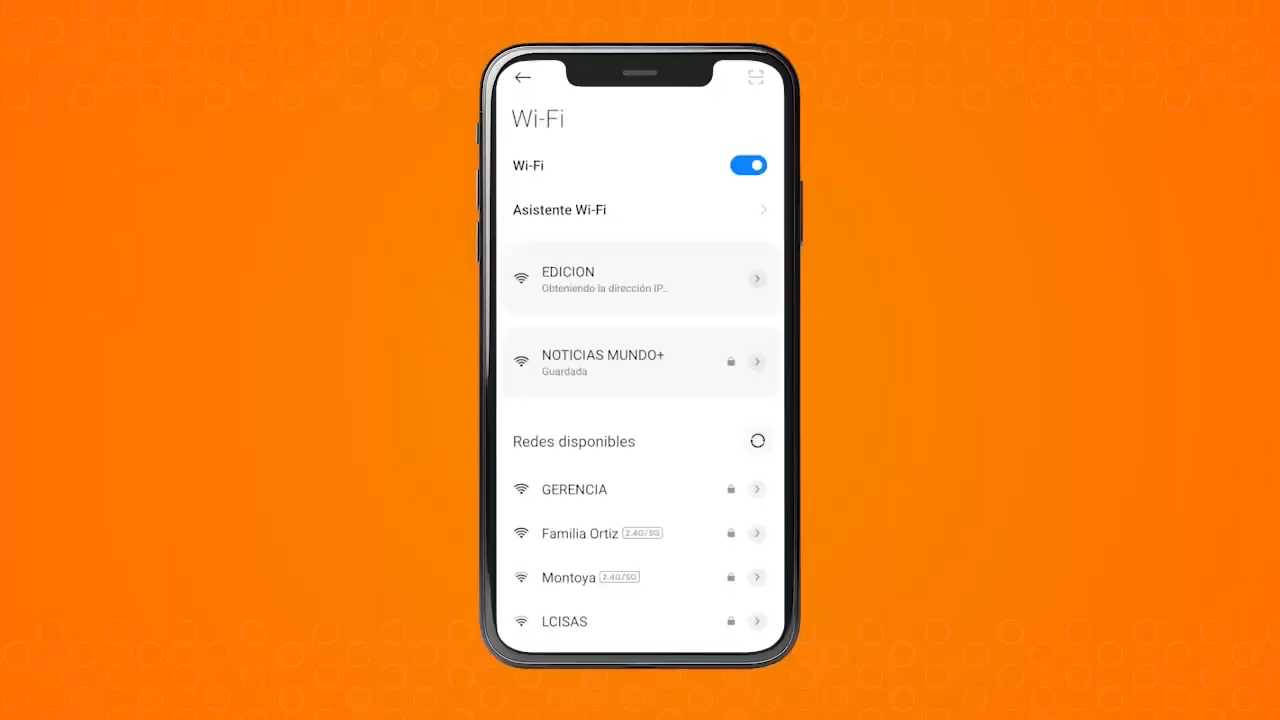 Wi-Fi
Wi-Fi
Asistente Wi-Fi
EDICION
Obteniendo la dirección IP...
NOTICIAS MUNDO+
Guardada
Redes disponibles
GERENCIA
Familia Ortiz 2.4G/5G
Montoya 2.4G/5G
LCISAS